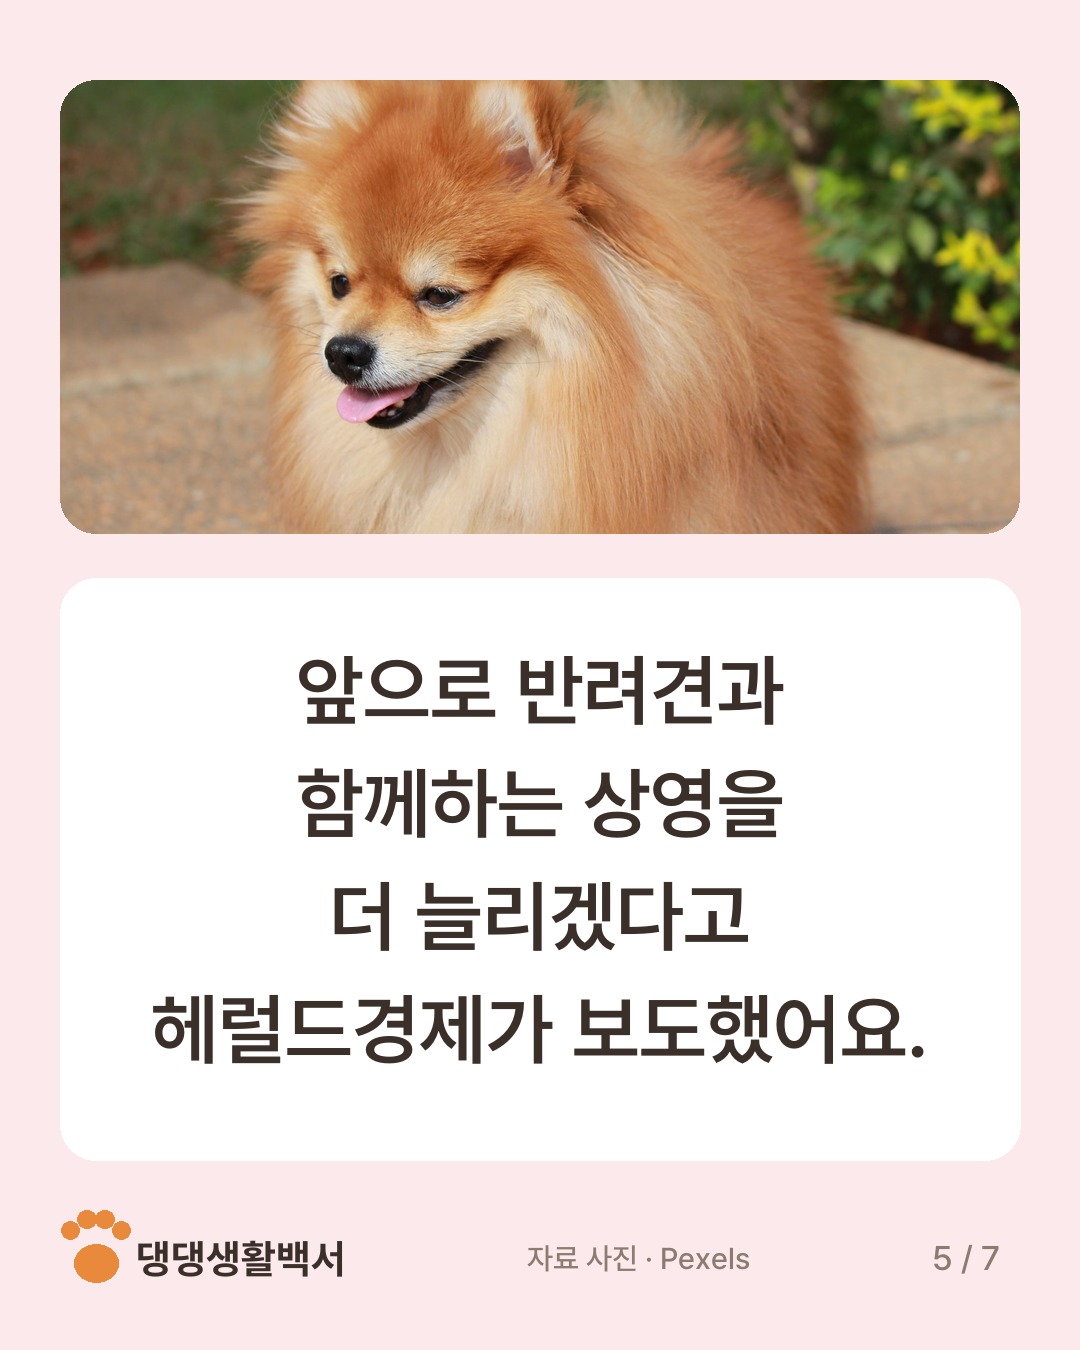 앞으로 반려견과
함께하는 상영을
더 늘리겠다고
헤럴드경제가 보도했어요.
댕댕생활백서
자료 사진 · Pexels
5 / 7